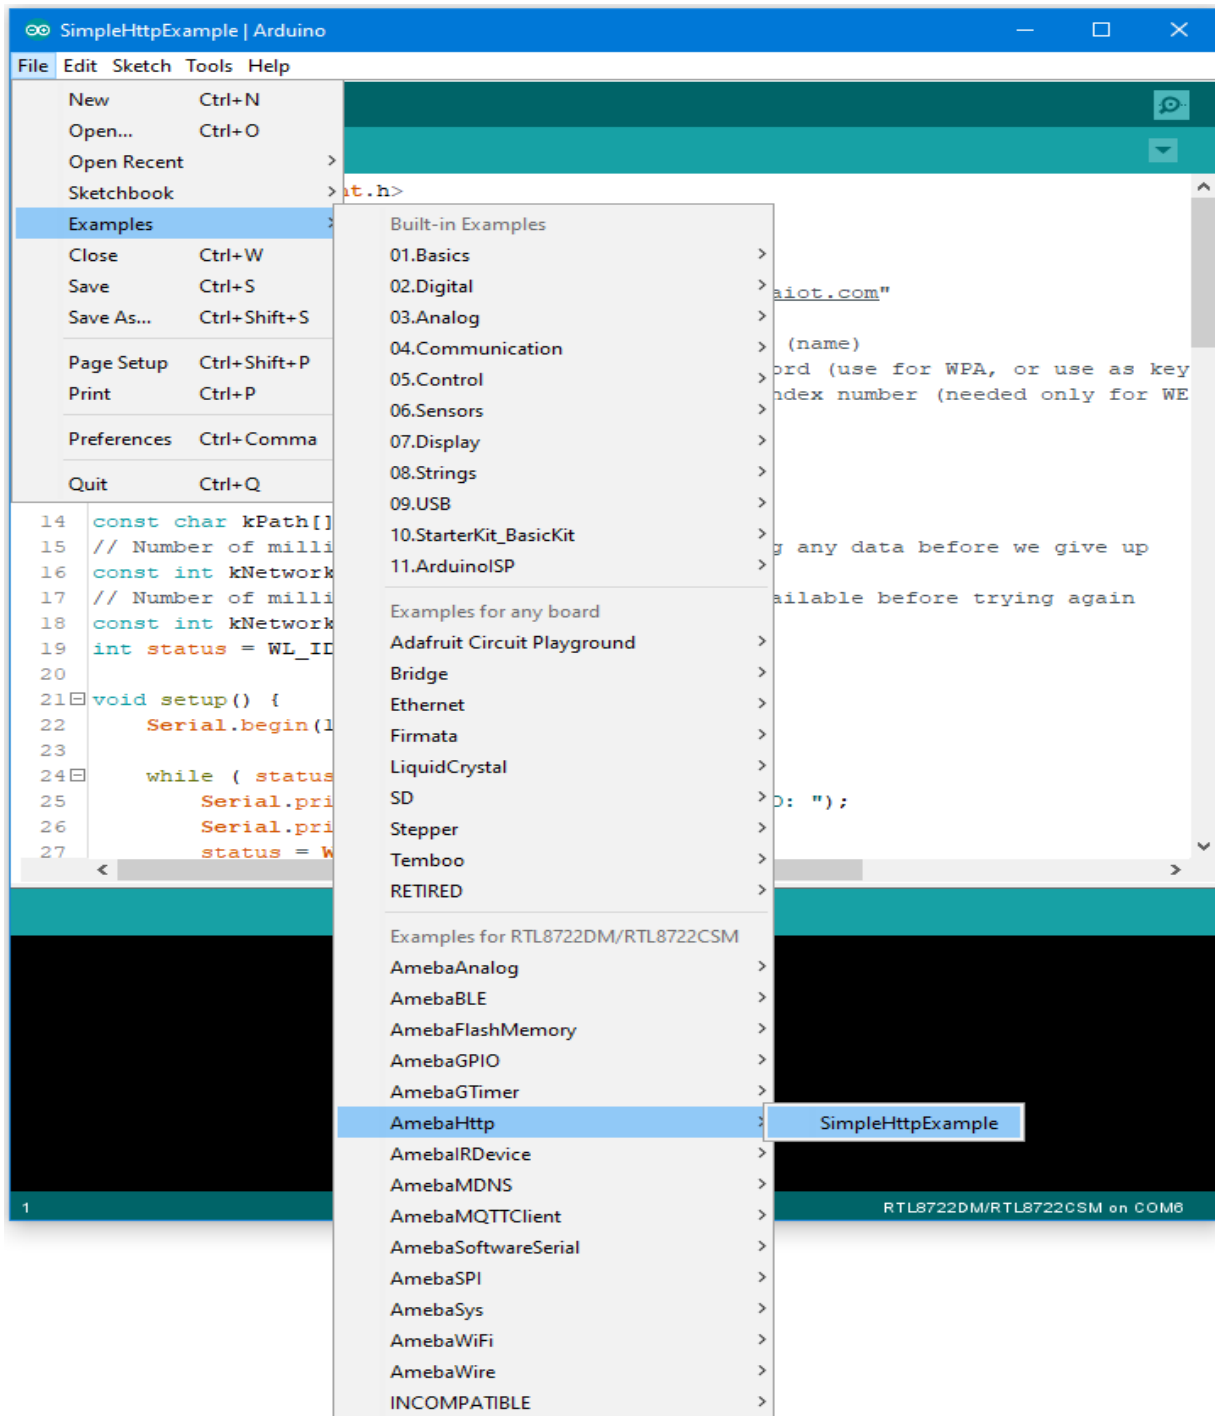 SimpleHttpExample | Arduino
File Edit Sketch Tools Help
New Ctrl+N
Open... Ctrl+O
Open Recent
Sketchbook
Examples
Close Ctrl+W
Save Ctrl+S
Save As... Ctrl+Shift+S
Page Setup Ctrl+Shift+P
Print Ctrl+P
Preferences Ctrl+Comma
Quit Ctrl+Q
Built-in Examples
01.Basics
02.Digital
03.Analog
04.Communication
05.Control
06.Sensors
07.Display
08.Strings
09.USB
10.StarterKit_BasicKit
11.ArduinoISP
Examples for any board
Adafruit Circuit Playground
Bridge
Ethernet
Firmata
LiquidCrystal
SD
Stepper
Temboo
RETIRED
Examples for RTL8722DM/RTL8722CSM
AmebaAnalog
AmebaBLE
AmebaFlashMemory
AmebaGPIO
AmebaGTimer
AmebaHttp
AmebaIRDevice
AmebaMDNS
AmebaMQTTClient
AmebaSoftwareSerial
AmebaSPI
AmebaSys
AmebaWiFi
AmebaWire
INCOMPATIBLE
SimpleHttpExample
t.h>
aiot.com"
(name)
ord (use for WPA, or use as key
ndex number (needed only for WE
14 const char kPath[]
15 // Number of milli g any data before we give up
16 const int kNetwork
17 // Number of milli ailable before trying again
18 const int kNetwork
19 int status = WL_ID
20
21 void setup() {
22 Serial.begin(1
23
24 while ( status
25 Serial.pri D: ");
26 Serial.pri
27 status = W
1 RTL8722DM/RTL8722CSM on COM6